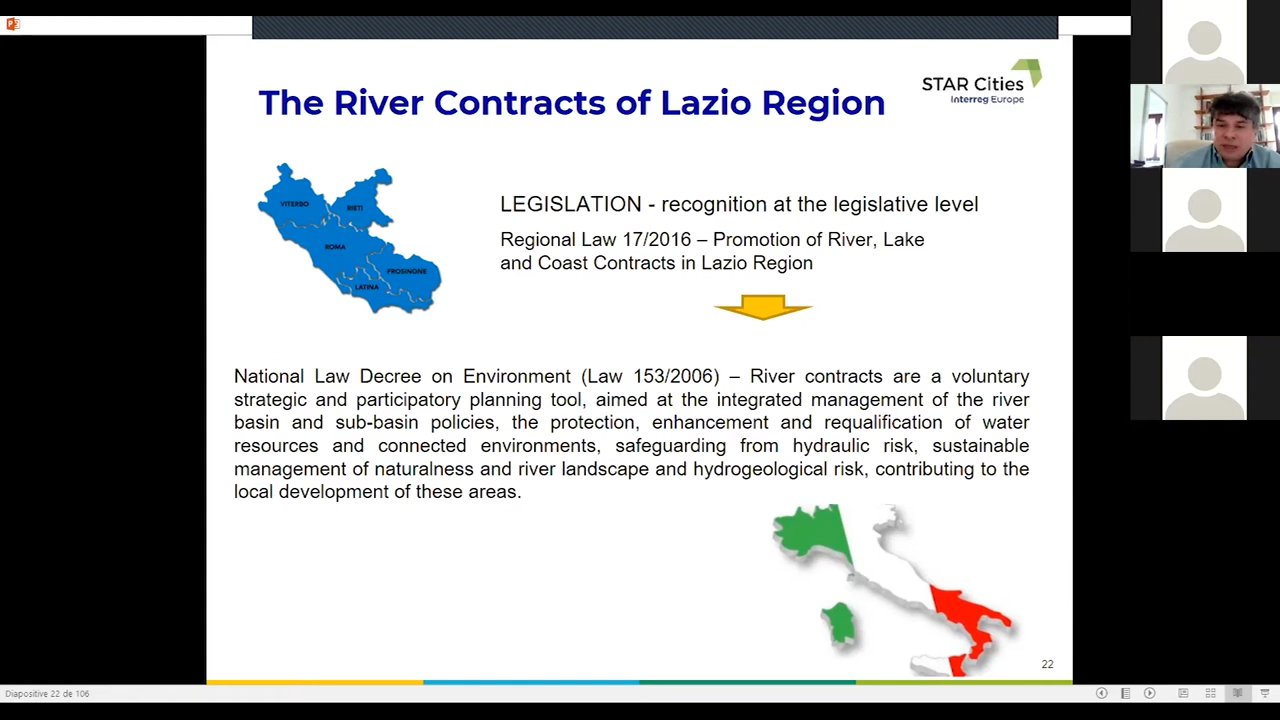 The River Contracts of Lazio Region
STAR Cities
Interreg Europe
VITERBO
RIETI
ROMA
FROSINONE
LATINA
LEGISLATION - recognition at the legislative level
Regional Law 17/2016 – Promotion of River, Lake
and Coast Contracts in Lazio Region
National Law Decree on Environment (Law 153/2006) – River contracts are a voluntary
strategic and participatory planning tool, aimed at the integrated management of the river
basin and sub-basin policies, the protection, enhancement and requalification of water
resources and connected environments, safeguarding from hydraulic risk, sustainable
management of naturalness and river landscape and hydrogeological risk, contributing to the
local development of these areas.
22
Diapositive 22 de 106